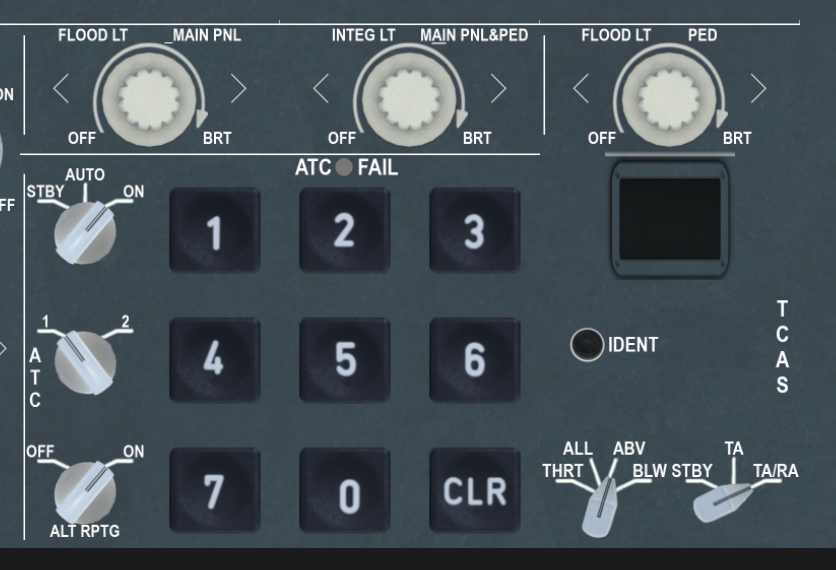 FLOOD LT _MAIN PNL INTEG LT MAIN PNL&PED FLOOD LT PED
ON
OFF BRT OFF BRT OFF BRT
ATC FAIL
AUTO
STBY ON
FF
1 2 3
T
C
A
S
1 2
A
T
C
4 5 6
IDENT
OFF ON
ALT RPTG
7 0 CLR
ALL ABV
THRT BLW
TA
STBY TA/RA